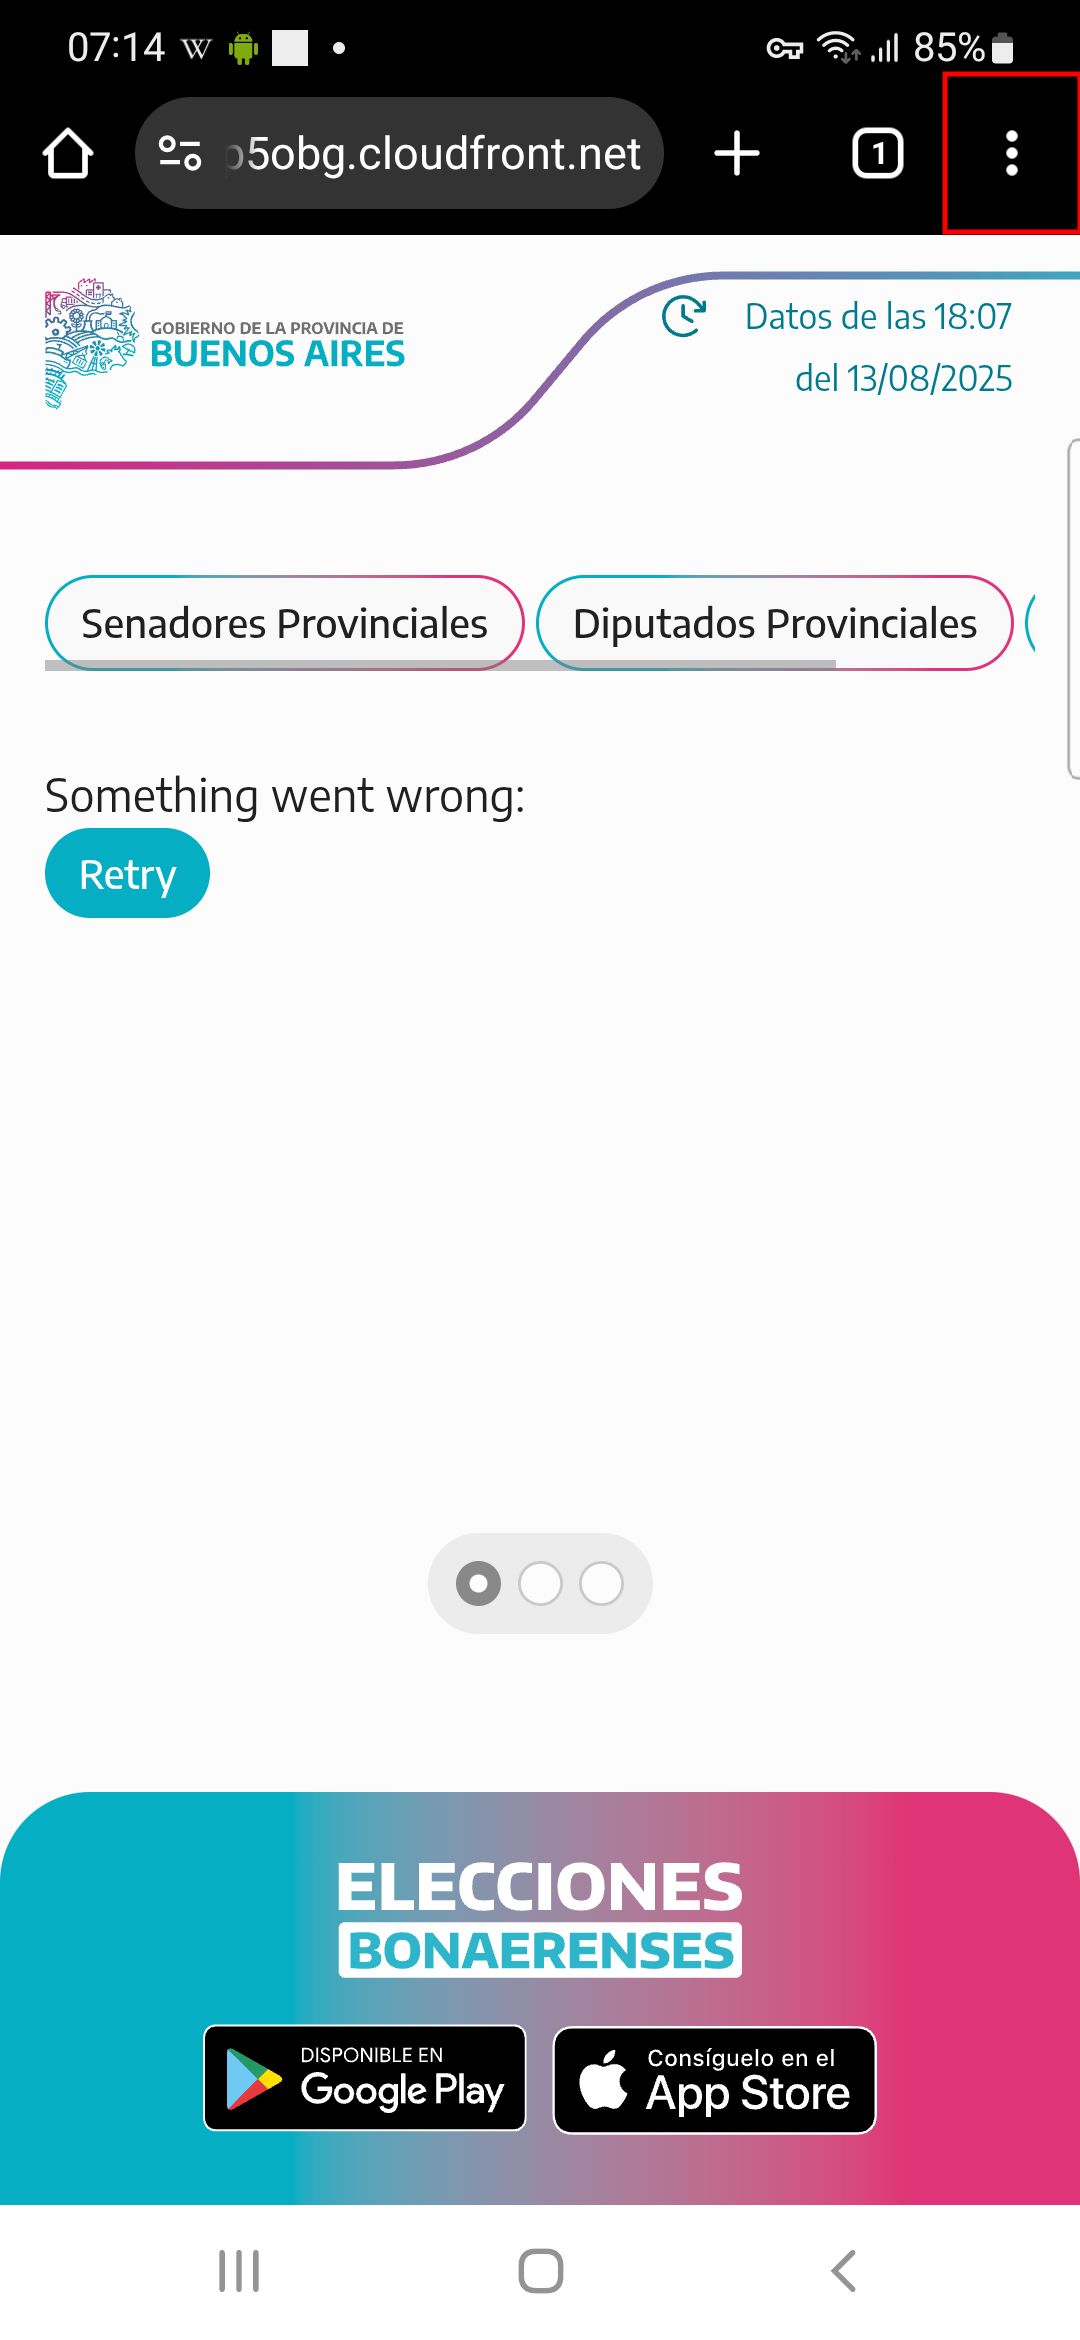 07:14 W 85%
p5obg.cloudfront.net
1
GOBIERNO DE LA PROVINCIA DE
BUENOS AIRES
Datos de las 18:07
del 13/08/2025
Senadores Provinciales
Diputados Provinciales
Something went wrong:
Retry
ELECCIONES
BONAERENSES
DISPONIBLE EN
Google Play
Consíguelo en el
App Store